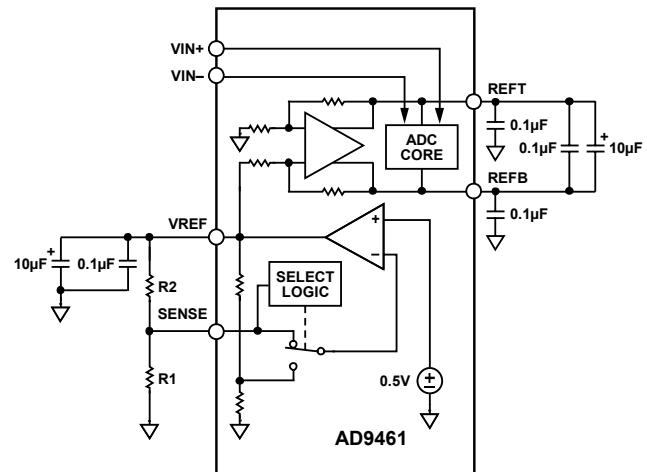 VIN+
VIN–
REFT
0.1µF
ADC
CORE
0.1µF
+
10µF
REFB
0.1µF
VREF
+
–
10µF
+
0.1µF
R2
SELECT
LOGIC
SENSE
R1
0.5V
+
–
AD9461